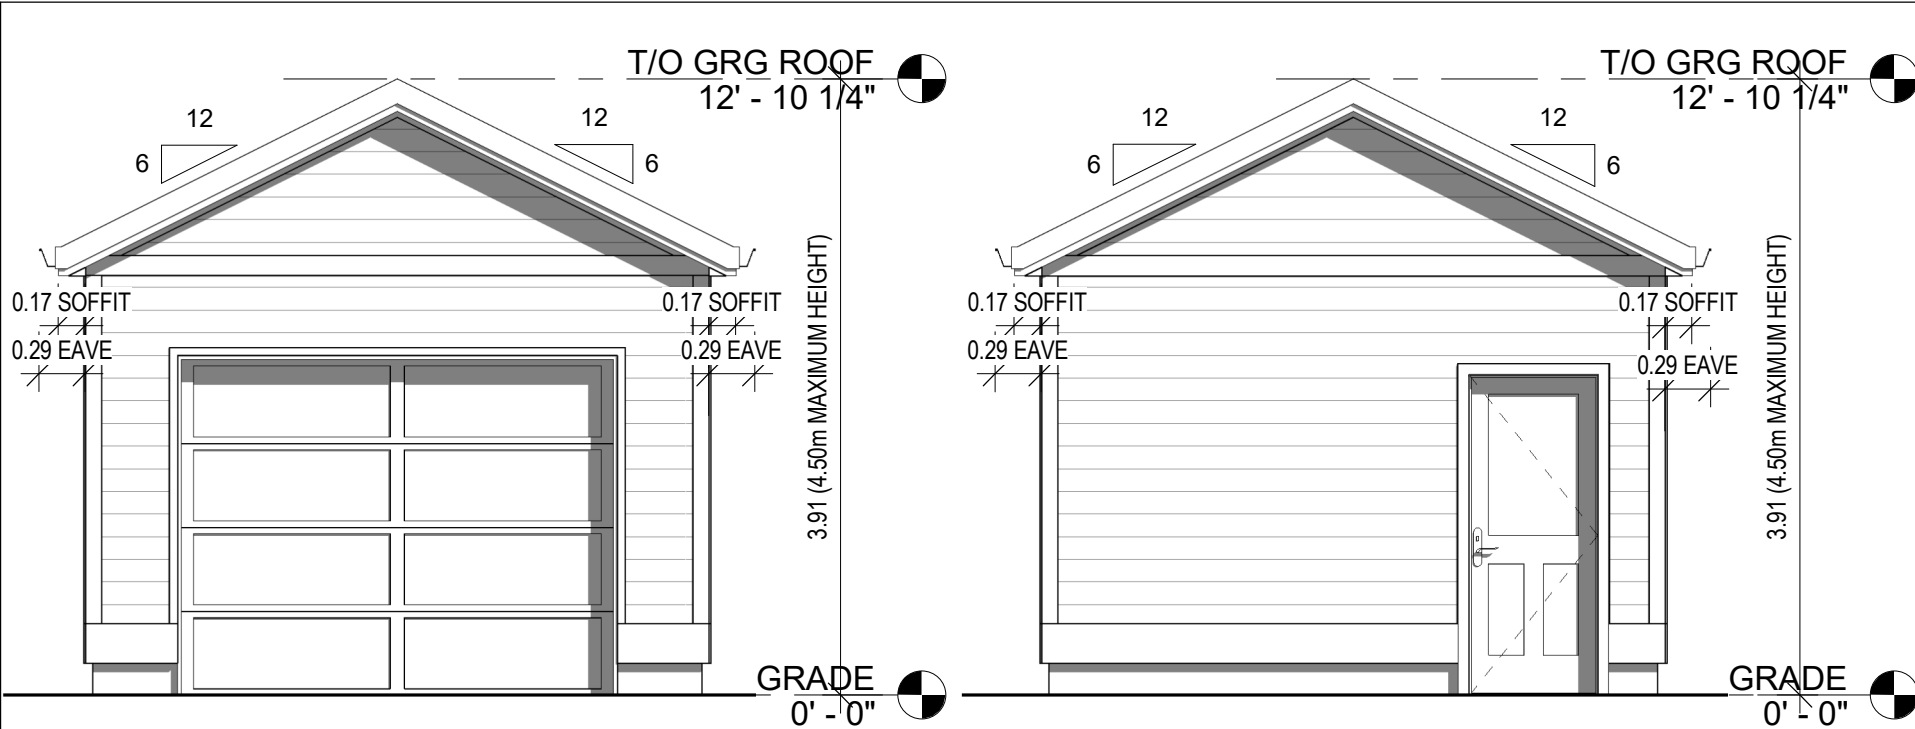 T/O GRG ROOF
12' - 10 1/4"
12
6
12
6
0.17 SOFFIT
0.29 EAVE
0.17 SOFFIT
0.29 EAVE
3.91 (4.50m MAXIMUM HEIGHT)
GRADE
0' - 0"
T/O GRG ROOF
12' - 10 1/4"
12
6
12
6
0.17 SOFFIT
0.29 EAVE
0.17 SOFFIT
0.29 EAVE
3.91 (4.50m MAXIMUM HEIGHT)
GRADE
0' - 0"